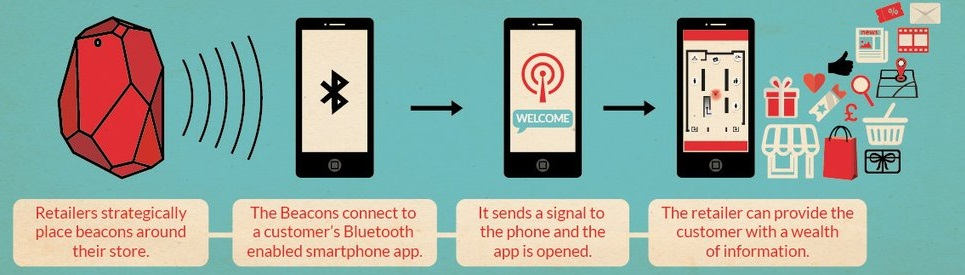 news
WELCOME
£
Retailers strategically
place beacons around
their store.
The Beacons connect to
a customer's Bluetooth
enabled smartphone app.
It sends a signal to
the phone and the
app is opened.
The retailer can provide the
customer with a wealth
of information.